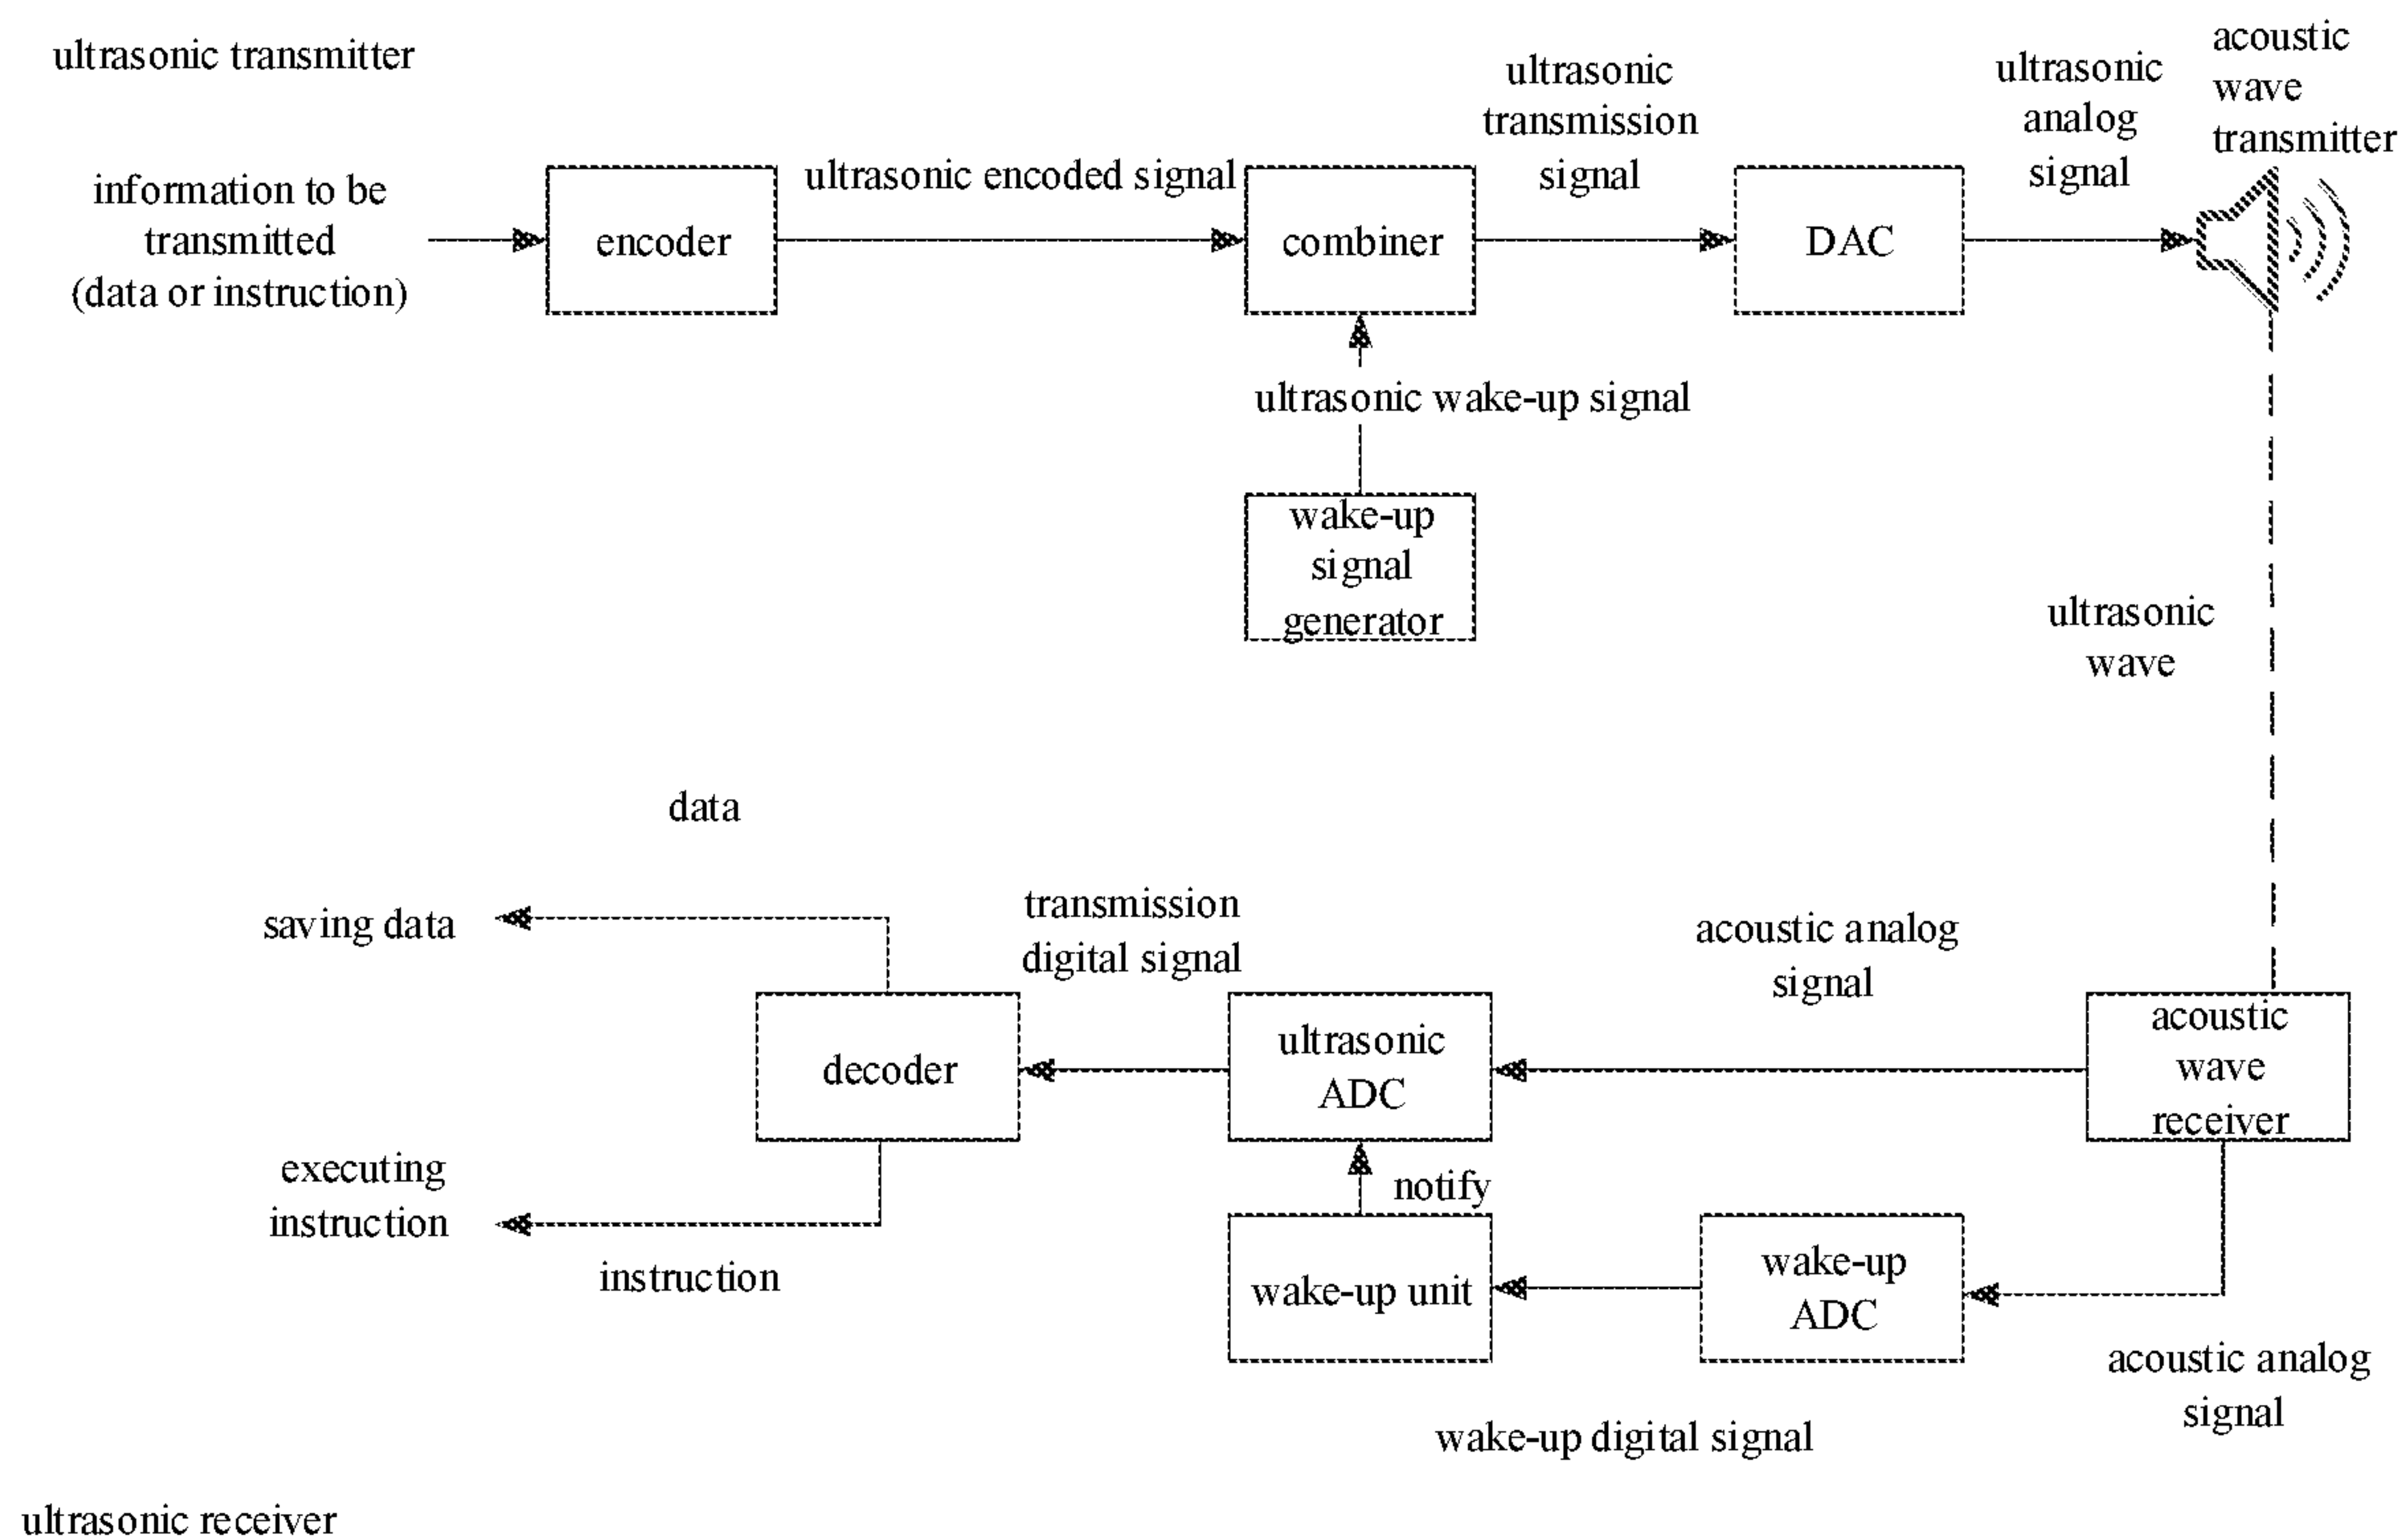 ultrasonic transmitter
information to be
transmitted
(data or instruction)
encoder
ultrasonic encoded signal
combiner
ultrasonic
transmission
signal
DAC
ultrasonic
analog
signal
acoustic
wave
transmitter
ultrasonic wake-up signal
wake-up
signal
generator
ultrasonic
wave
data
saving data
transmission
digital signal
acoustic analog
signal
decoder
ultrasonic
ADC
acoustic
wave
receiver
executing
instruction
instruction
notify
wake-up unit
wake-up
ADC
acoustic analog
signal
wake-up digital signal
ultrasonic receiver